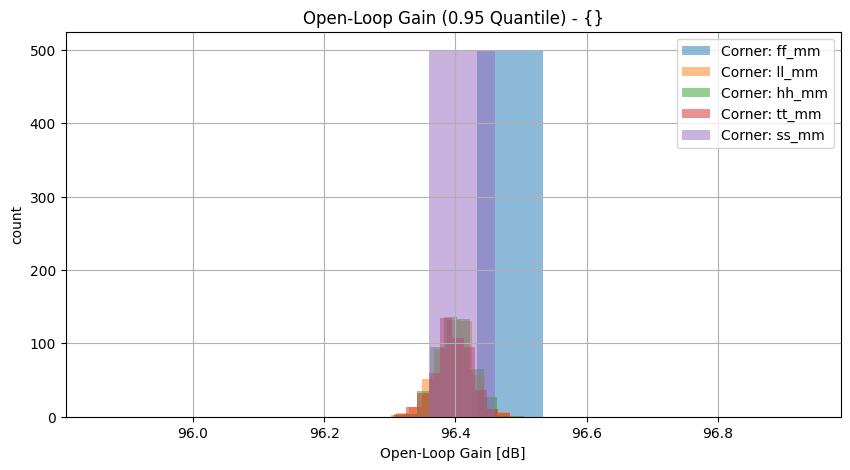 Open-Loop Gain (0.95 Quantile) - {}
500
400
300
200
100
0
count
96.0
96.2
96.4
96.6
96.8
Open-Loop Gain [dB]
Corner: ff_mm
Corner: ll_mm
Corner: hh_mm
Corner: tt_mm
Corner: ss_mm